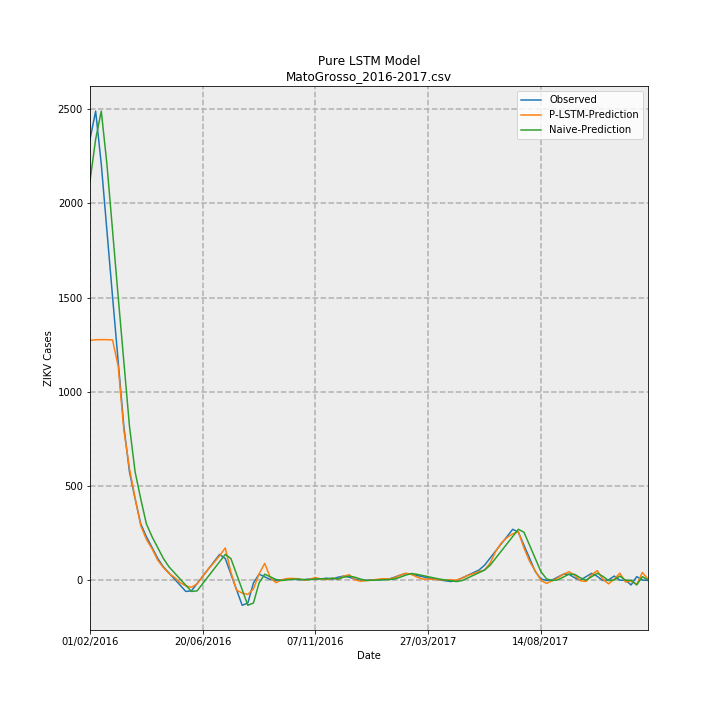 Pure LSTM Model
MatoGrosso_2016-2017.csv
Observed
P-LSTM-Prediction
Naive-Prediction
ZIKV Cases
2500
2000
1500
1000
500
0
01/02/2016
20/06/2016
07/11/2016
27/03/2017
14/08/2017
Date